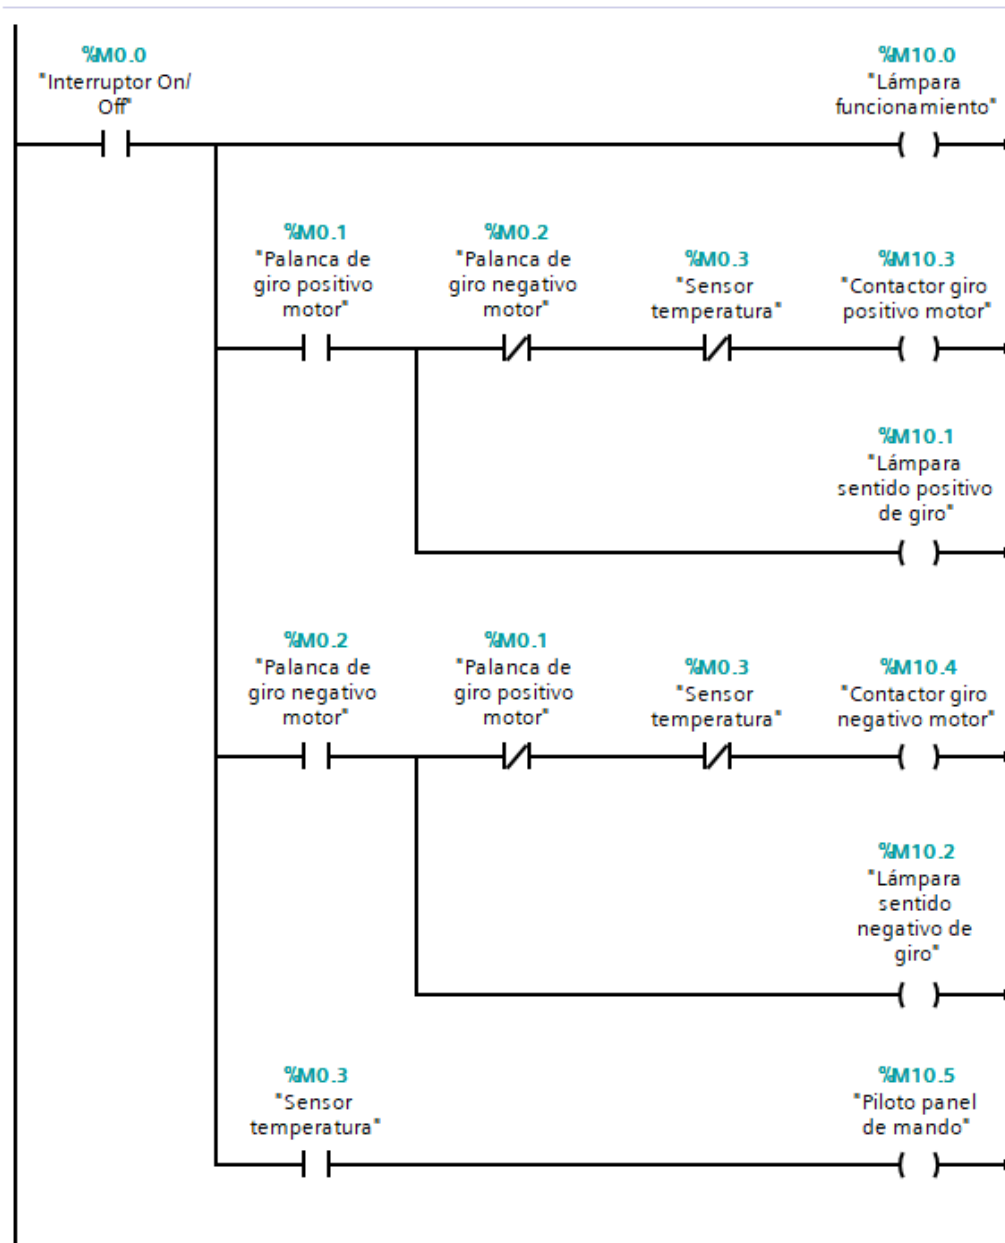 %M0.0
"Interruptor On/
Off"
%M10.0
"Lámpara
funcionamiento"
%M0.1
"Palanca de
giro positivo
motor"
%M0.2
"Palanca de
giro negativo
motor"
%M0.3
"Sensor
temperatura"
%M10.3
"Contactor giro
positivo motor"
%M10.1
"Lámpara
sentido positivo
de giro"
%M0.2
"Palanca de
giro negativo
motor"
%M0.1
"Palanca de
giro positivo
motor"
%M0.3
"Sensor
temperatura"
%M10.4
"Contactor giro
negativo motor"
%M10.2
"Lámpara
sentido
negativo de
giro"
%M0.3
"Sensor
temperatura"
%M10.5
"Piloto panel
de mando"